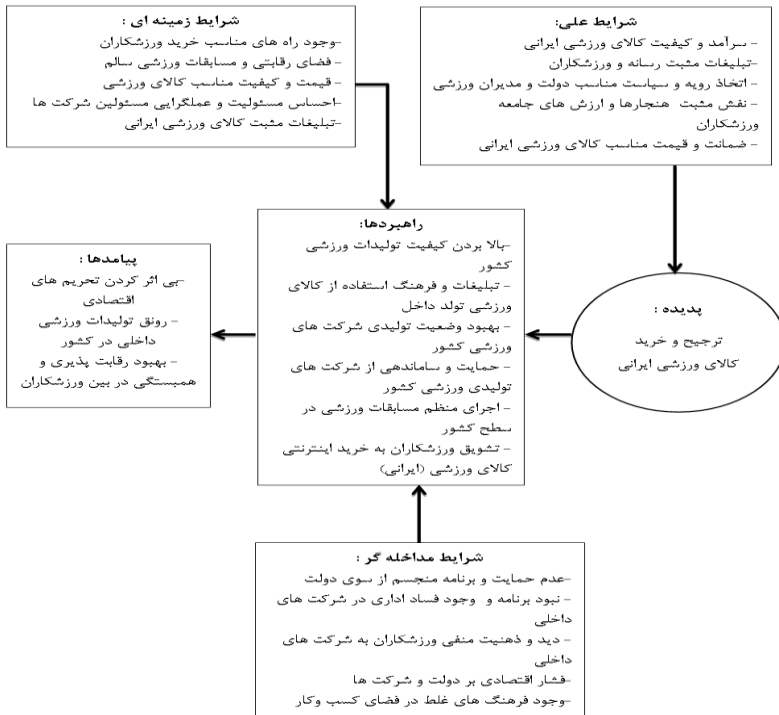 شرایط علی:
- سرآمد و کیفیت کالای ورزشی ایرانی
-تبلیغات مثبت رسانه و ورزشکاران
- اتخاذ رویه و سیاست مناسب دولت و مدیران ورزشی
- نقش مثبت هنجارها و ارزش های جامعه
ورزشکاران
- ضمانت و قیمت مناسب کالای ورزشی ایرانی
شرایط زمینه ای :
-وجود راه های مناسب خرید ورزشکاران
- فضای رقابتی و مسابقات ورزشی سالم
- قیمت و کیفیت مناسب کالای ورزشی
-احساس مسئولیت و عملگرایی مسئولین شرکت ها
-تبلیغات مثبت کالای ورزشی ایرانی
پدیده :
ترجیح و خرید
کالای ورزشی ایرانی
راهبردها:
-بالا بردن کیفیت تولیدات ورزشی
کشور
- تبلیغات و فرهنگ استفاده از کالای
ورزشی تولد داخل
- بهبود وضعیت تولیدی شرکت های
ورزشی کشور
- حمایت و ساماندهی از شرکت های
تولیدی ورزشی کشور
- اجرای منظم مسابقات ورزشی در
سطح کشور
- تشویق ورزشکاران به خرید اینترنتی
کالای ورزشی (ایرانی)
پیامدها :
-بی اثر کردن تحریم های
اقتصادی
- رونق تولیدات ورزشی
داخلی در کشور
- بهبود رقابت پذیری و
همبستگی در بین ورزشکاران
شرایط مداخله گر :
-عدم حمایت و برنامه منجسم از سوی دولت
- نبود برنامه و وجود فساد اداری در شرکت های
داخلی
- دید و ذهنیت منفی ورزشکاران به شرکت های
داخلی
-فشار اقتصادی بر دولت و شرکت ها
-وجود فرهنگ های غلط در فضای کسب وکار